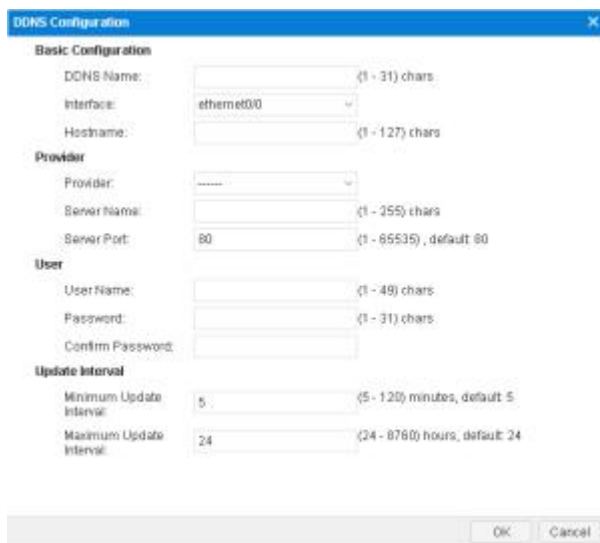 DDNS Configuration
Basic Configuration
DDNS Name: (1 - 31) chars
Interface: ethernet0/0
Hostname: (1 - 127) chars
Provider
Provider: ------
Server Name: (1 - 255) chars
Server Port: 80 (1 - 65535) , default: 80
User
User Name: (1 - 49) chars
Password: (1 - 31) chars
Confirm Password:
Update Interval
Minimum Update 5 (5 - 120) minutes, default: 5
Interval:
Maximum Update 24 (24 - 8760) hours, default: 24
Interval:
OK Cancel